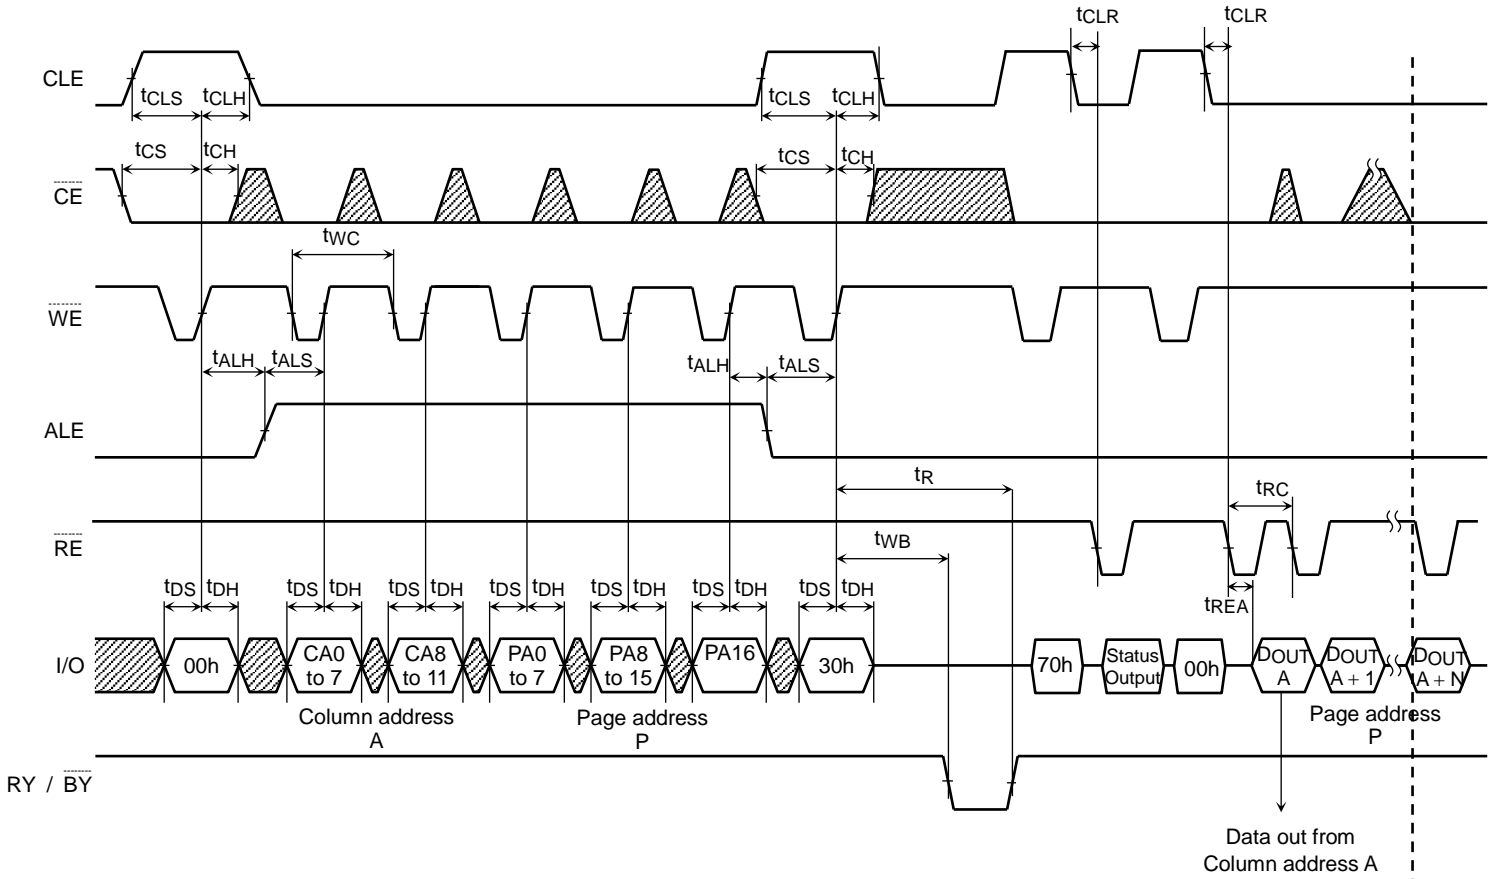 tCLR tCLR
CLE
tCLS tCLH tCLS tCLH
tCS tCH tCS tCH
CE
tWC
WE
tALH tALS tALH tALS
ALE
tR
tRC
RE
tWB
tDS tDH tDS tDH tDS tDH tDS tDH tDS tDH tDS tDH tDS tDH
tREA
I/O 00h CA0 to 7 CA8 to 11 PA0 to 7 PA8 to 15 PA16 30h 70h Status Output 00h DOUT A DOUT A + 1 DOUT A + N
Column address A
Page address P
Page address P
RY / BY
Data out from
Column address A